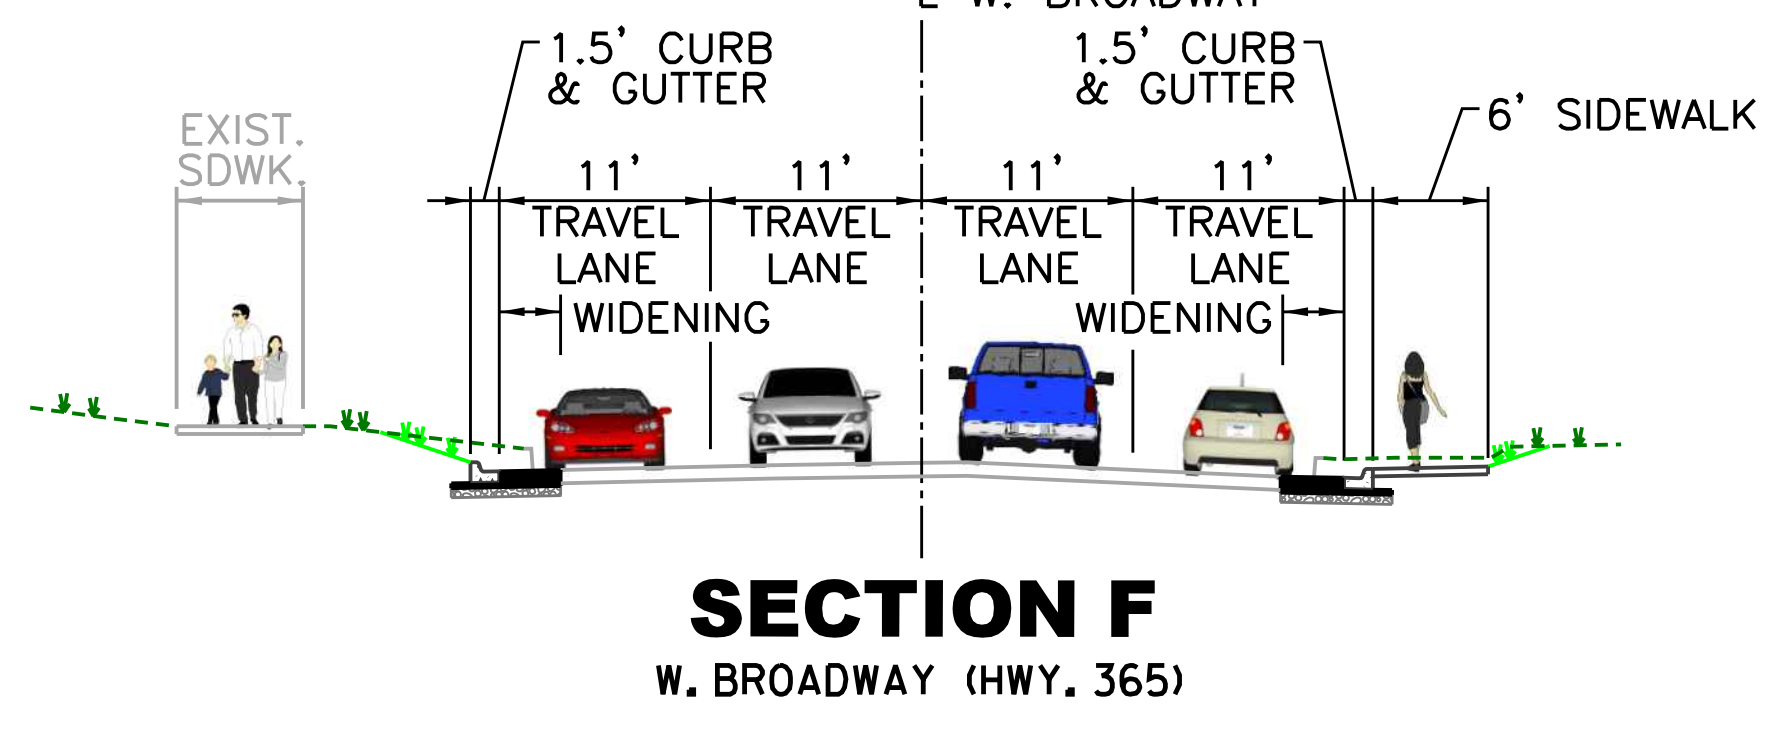 W. BROADWAY
1.5' CURB
& GUTTER
1.5' CURB
& GUTTER
6' SIDEWALK
EXIST.
SDWK.
11' 11' 11' 11'
TRAVEL TRAVEL TRAVEL TRAVEL
LANE LANE LANE LANE
WIDENING WIDENING
SECTION F
W. BROADWAY (HWY. 365)